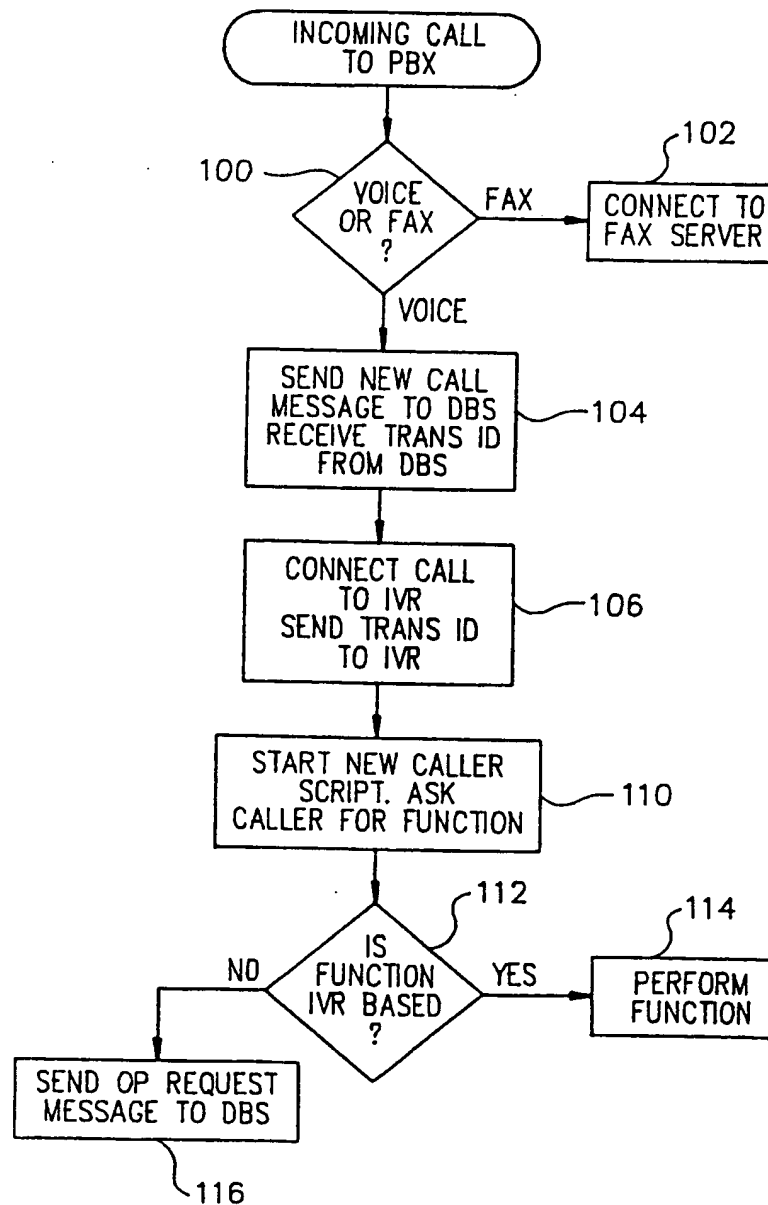 INCOMING CALL
TO PBX
100
VOICE
OR FAX
?
FAX
102
CONNECT TO
FAX SERVER
VOICE
SEND NEW CALL
MESSAGE TO DBS
RECEIVE TRANS ID
FROM DBS
104
CONNECT CALL
TO IVR
SEND TRANS ID
TO IVR
106
START NEW CALLER
SCRIPT. ASK
CALLER FOR FUNCTION
110
112
IS
FUNCTION
IVR BASED
?
NO
YES
114
PERFORM
FUNCTION
SEND OP REQUEST
MESSAGE TO DBS
116